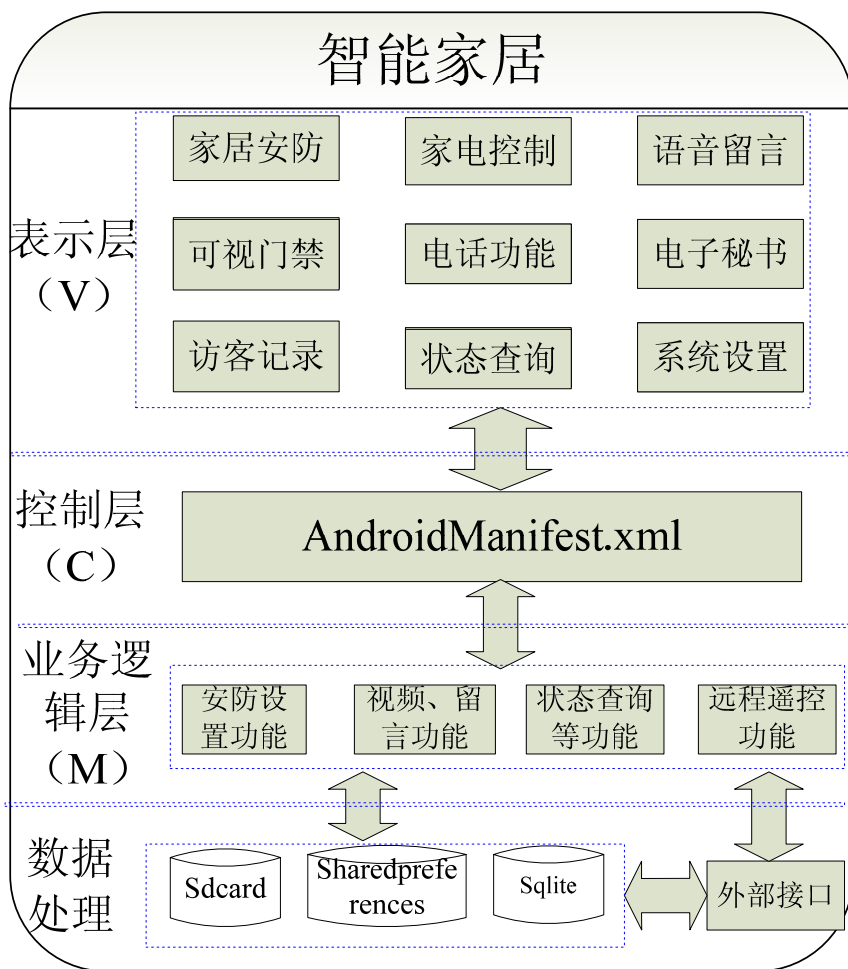 智能家居
家居安防
家电控制
语音留言
表示层
（V）
可视门禁
电话功能
电子秘书
访客记录
状态查询
系统设置
控制层
（C）
AndroidManifest.xml
业务逻
辑层
（M）
安防设
置功能
视频、留
言功能
状态查询
等功能
远程遥控
功能
数据
处理
Sdcard
Sharedprefe
rences
Sqlite
外部接口